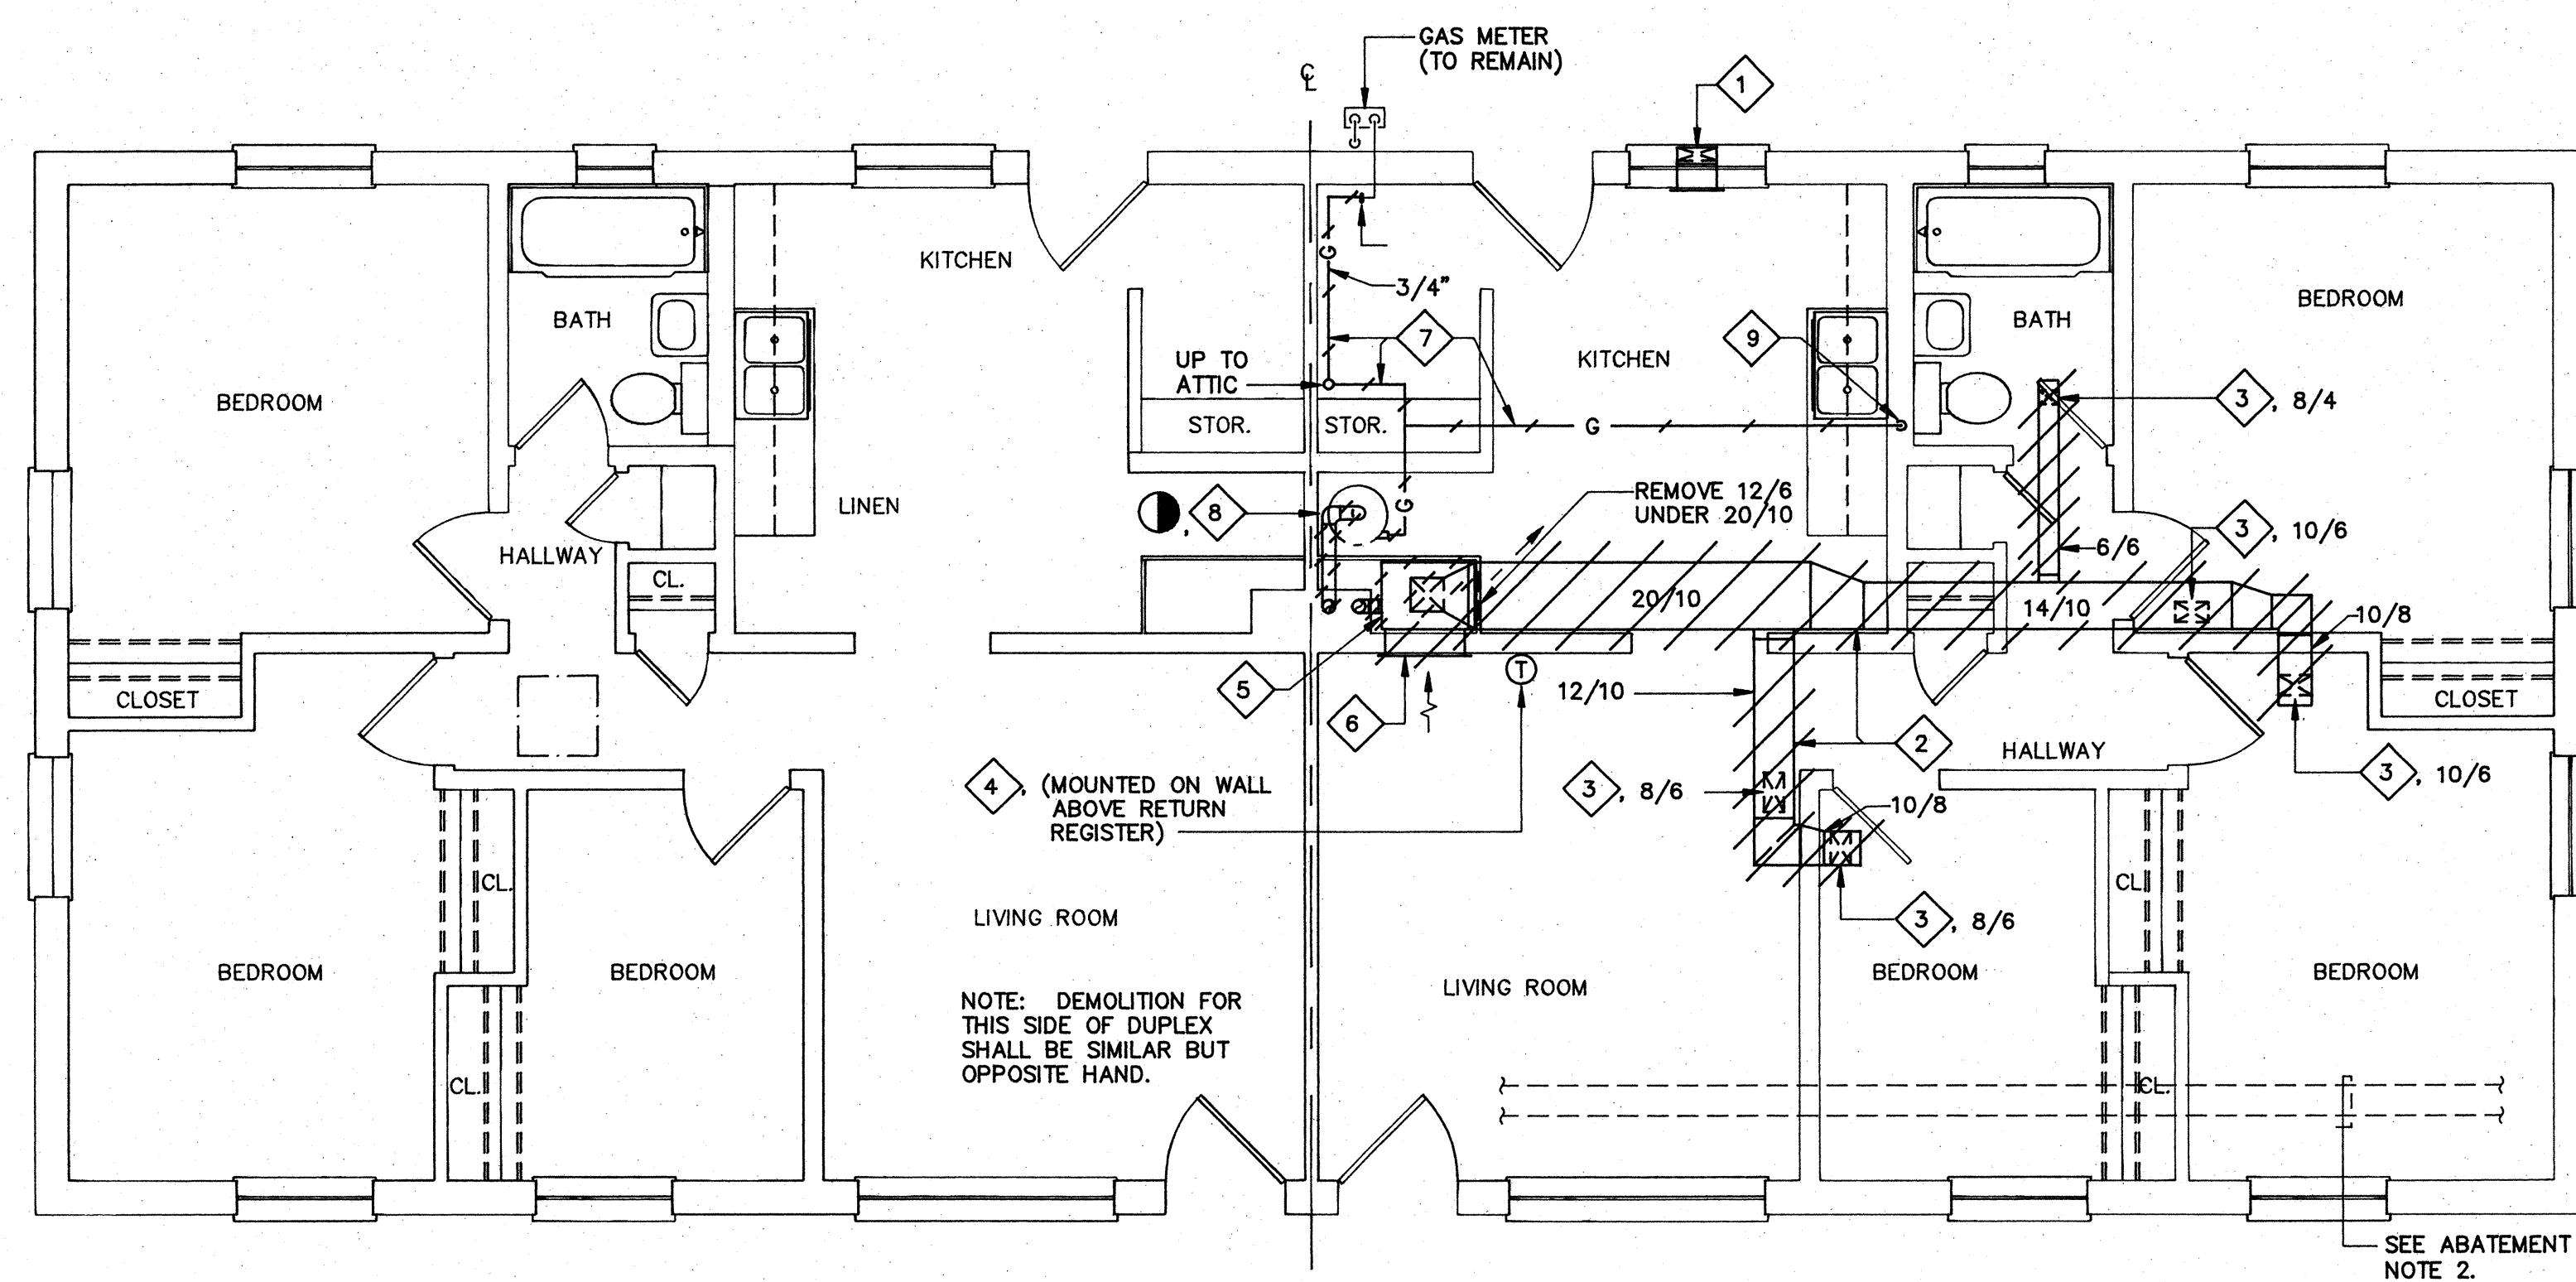 GAS METER
(TO REMAIN)
℄
1
KITCHEN
G
3/4"
BEDROOM
BATH
BATH
7
9
KITCHEN
UP TO
ATTIC
BEDROOM
3, 8/4
STOR.
STOR.
G
LINEN
8
G
REMOVE 12/6
UNDER 20/10
3, 10/6
HALLWAY
6/6
CL.
20/10
14/10
10/8
5
T
12/10
CLOSET
CLOSET
6
2
HALLWAY
3, 10/6
4, (MOUNTED ON WALL
ABOVE RETURN
REGISTER)
3, 8/6
10/8
CL.
CL.
LIVING ROOM
3, 8/6
BEDROOM
BEDROOM
LIVING ROOM
BEDROOM
BEDROOM
NOTE: DEMOLITION FOR
THIS SIDE OF DUPLEX
SHALL BE SIMILAR BUT
OPPOSITE HAND.
CL.
CL.
SEE ABATEMENT
NOTE 2.